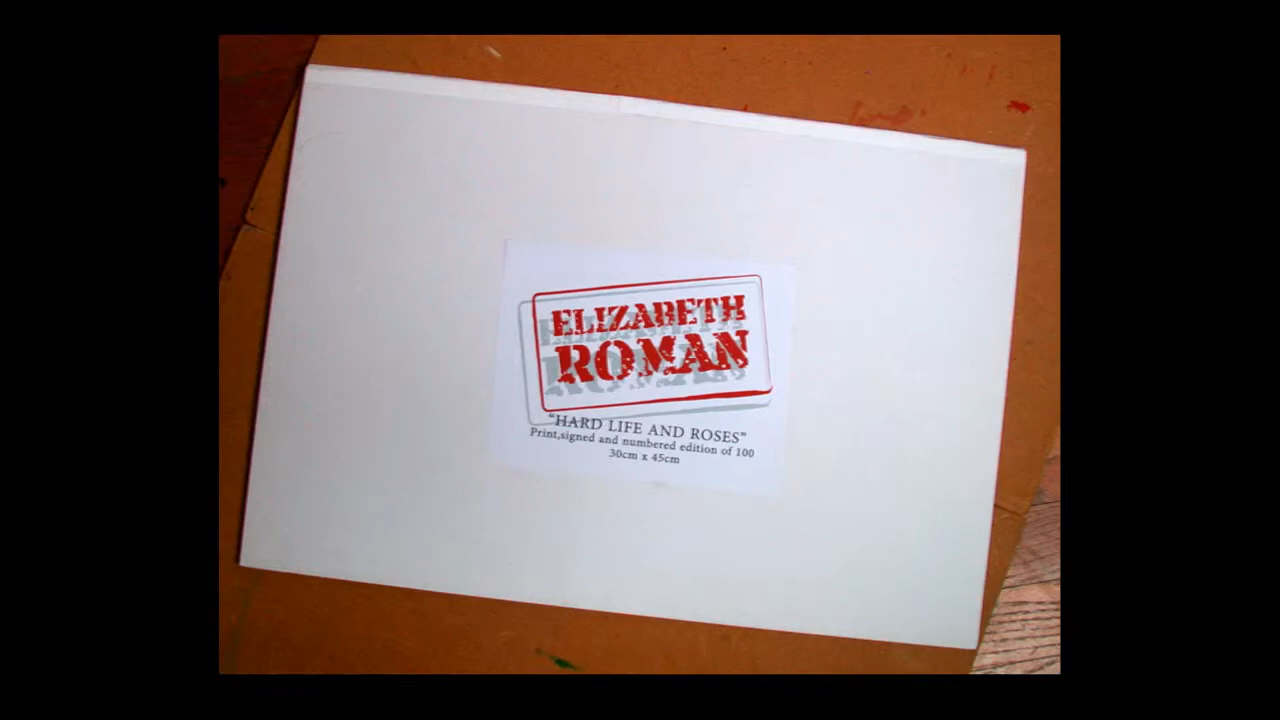 ELIZABETH
ROMAN
"HARD LIFE AND ROSES"
Print,signed and numbered edition of 100
30cm x 45cm